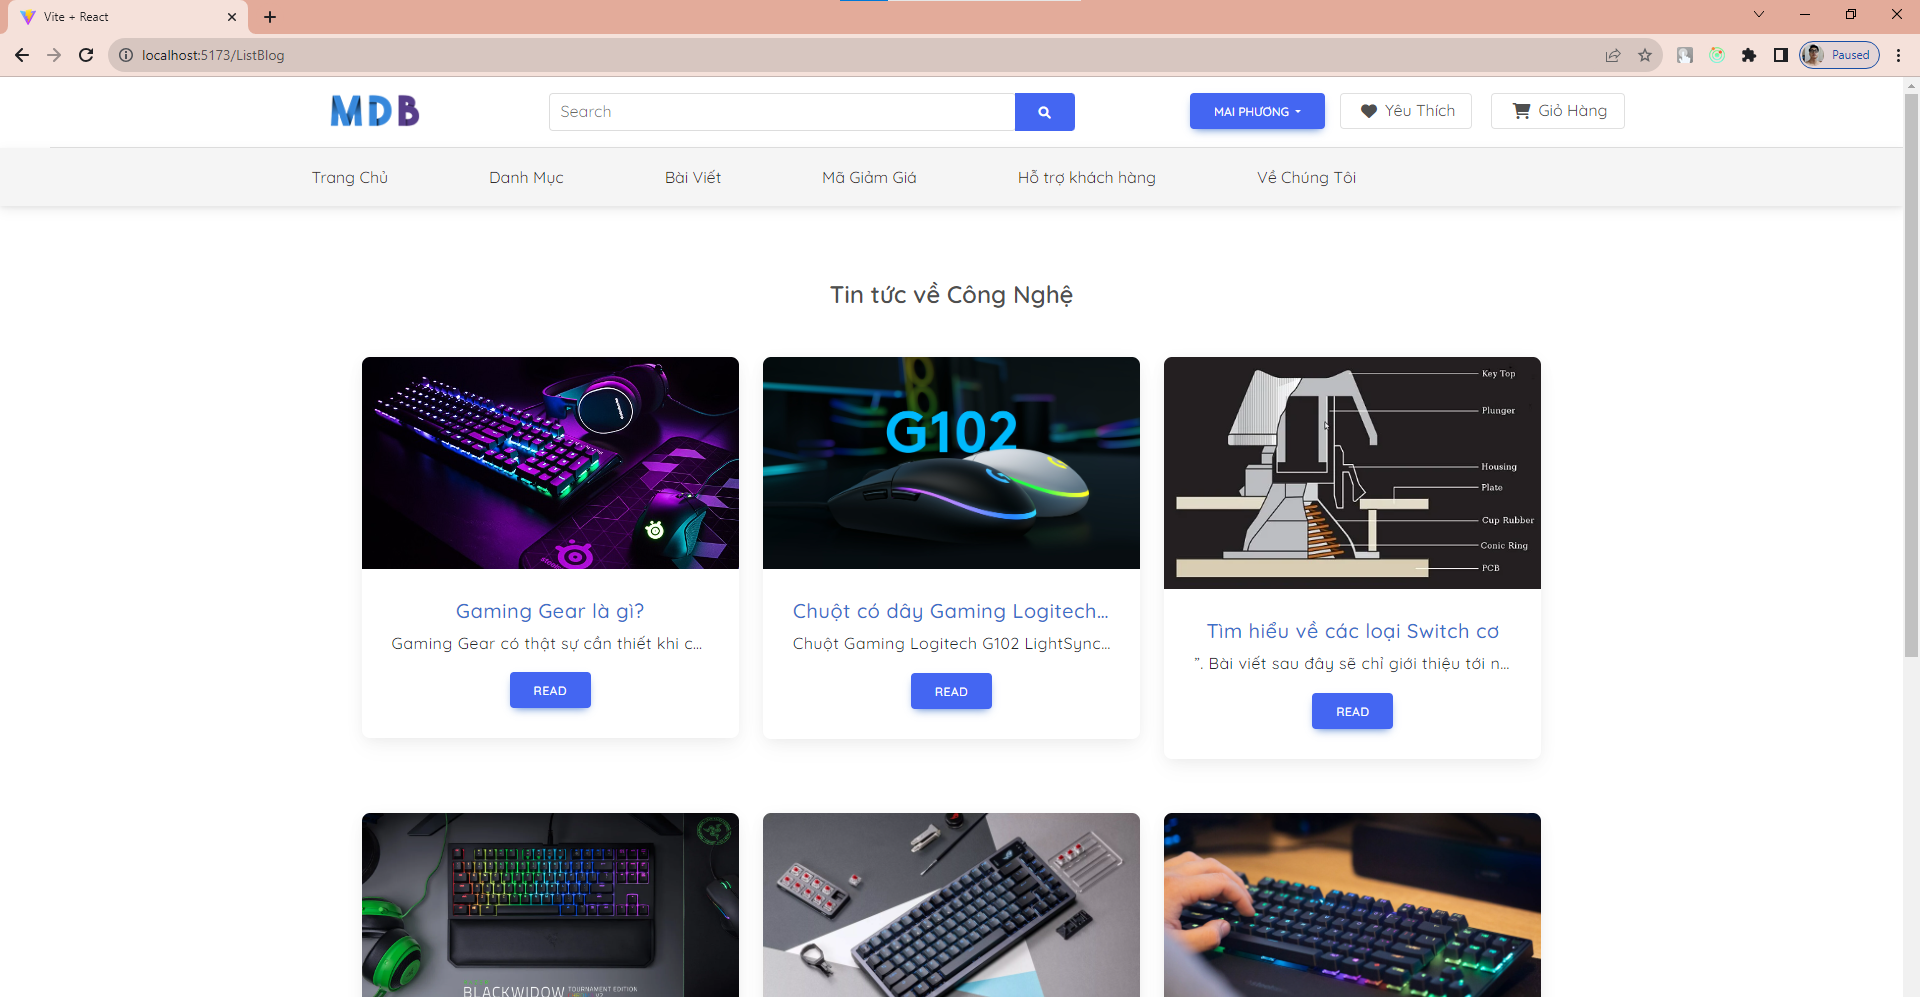 Vite + React
localhost:5173/ListBlog
Paused
MDB
Search
MAI PHƯƠNG
Yêu Thích
Giỏ Hàng
Trang Chủ
Danh Mục
Bài Viết
Mã Giảm Giá
Hỗ trợ khách hàng
Về Chúng Tôi
Tin tức về Công Nghệ
G102
Key Top
Plunger
Housing
Plate
Cup Rubber
Conic Ring
PCB
Gaming Gear là gì?
Gaming Gear có thật sự cần thiết khi c...
READ
Chuột có dây Gaming Logitech...
Chuột Gaming Logitech G102 LightSync...
READ
Tìm hiểu về các loại Switch cơ
”. Bài viết sau đây sẽ chỉ giới thiệu tới n...
READ
BLACKWIDOW TOURNAMENT EDITION